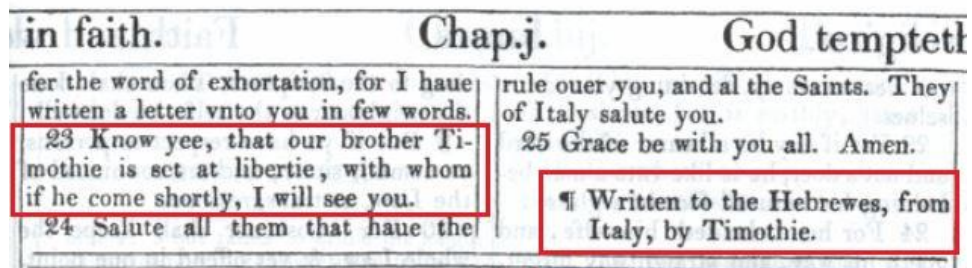 in faith. Chap.j. God tempteth
fer the word of exhortation, for I haue
written a letter vnto you in few words.
23 Know yee, that our brother Ti-
mothie is set at libertie, with whom
if he come shortly, I will see you.
24 Salute all them that haue the
rule ouer you, and al the Saints. They
of Italy salute you.
25 Grace be with you all. Amen.
¶ Written to the Hebrewes, from
Italy, by Timothie.